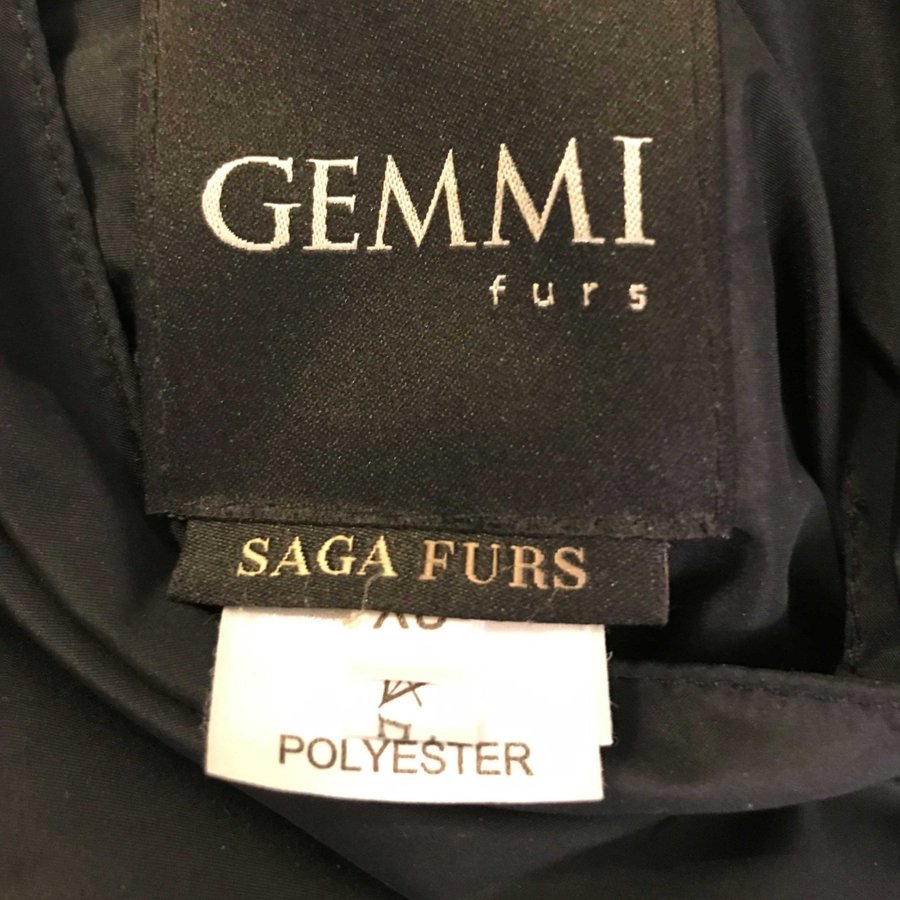 GEMMI
furs
SAGA FURS
POLYESTER